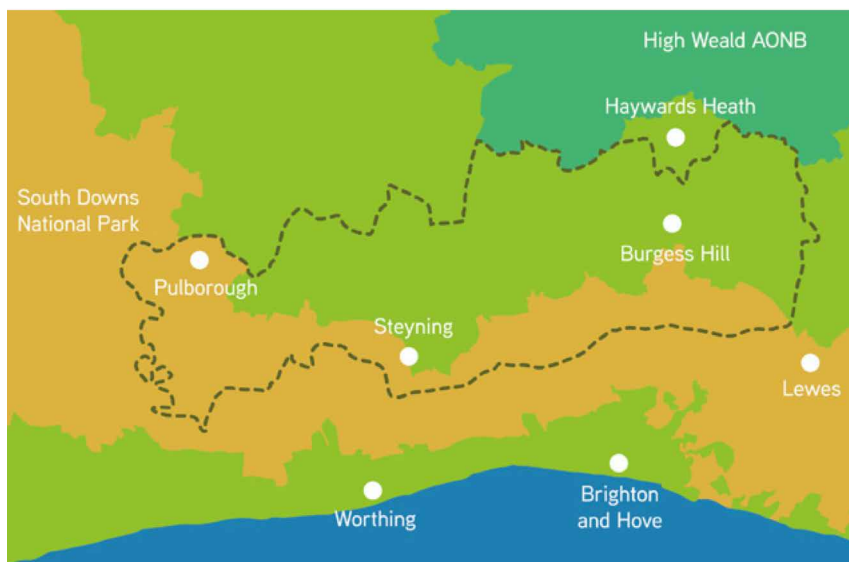 High Weald AONB
Haywards Heath
South Downs
National Park
Burgess Hill
Pulborough
Steyning
Lewes
Worthing
Brighton
and Hove